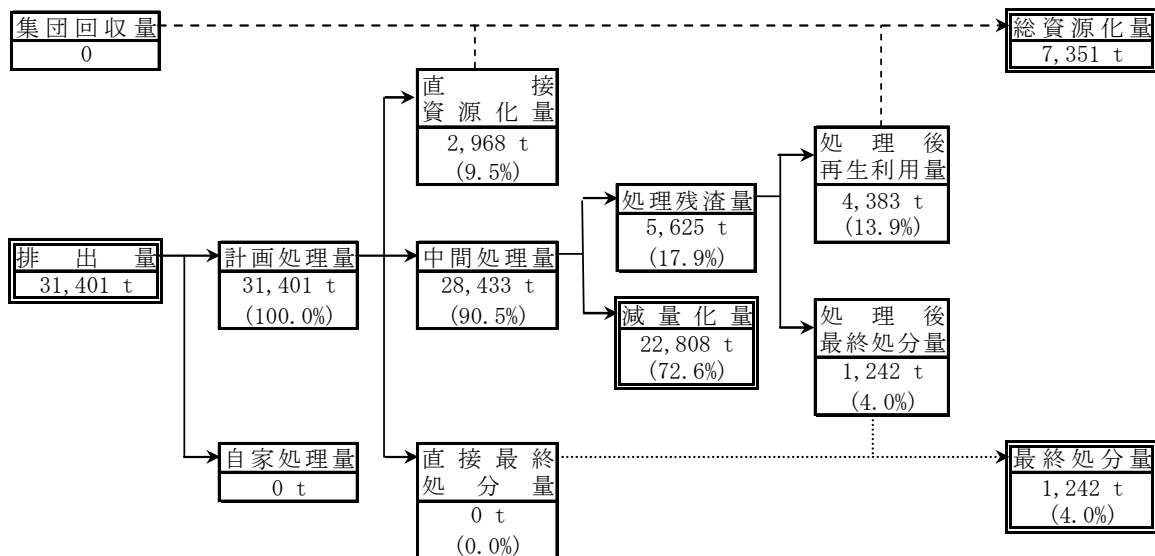 集団回収量
0
総資源化量
7,351 t
直接
資源化量
2,968 t
(9.5%)
処理後
再生利用量
4,383 t
(13.9%)
処理残渣量
5,625 t
(17.9%)
排出量
31,401 t
計画処理量
31,401 t
(100.0%)
中間処理量
28,433 t
(90.5%)
減量化量
22,808 t
(72.6%)
処理後
最終処分量
1,242 t
(4.0%)
自家処理量
0 t
直接最終
処分量
0 t
(0.0%)
最終処分量
1,242 t
(4.0%)